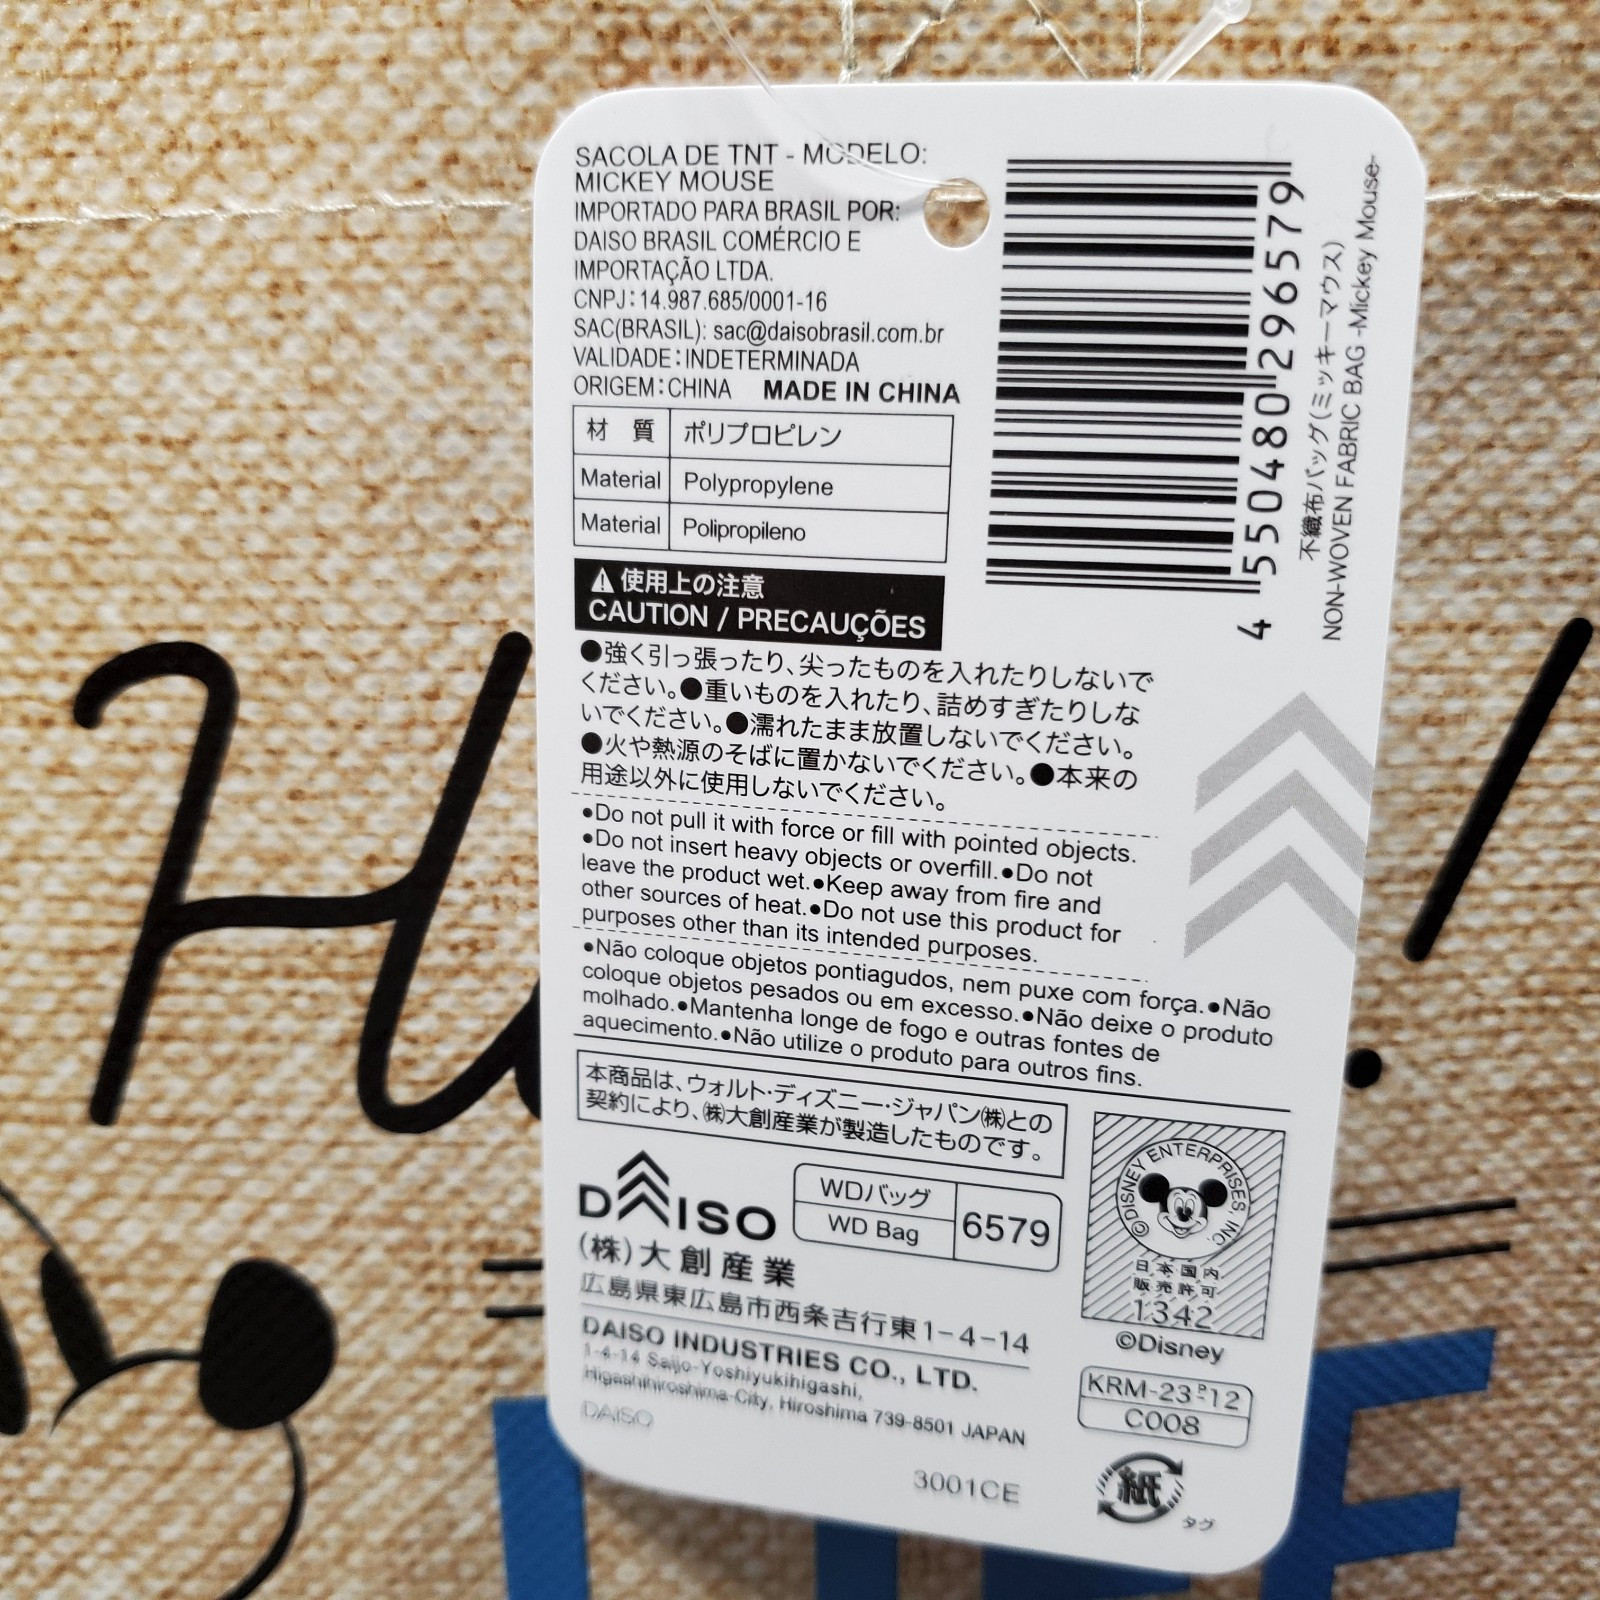 SACOLA DE TNT - MODELO:
MICKEY MOUSE
IMPORTADO PARA BRASIL POR:
DAISO BRASIL COMÉRCIO E
IMPORTAÇÃO LTDA.
CNPJ:14.987.685/0001-16
SAC(BRASIL): sac@daisobrasil.com.br
VALIDADE:INDETERMINADA
ORIGEM:CHINA MADE IN CHINA
材 質 ポリプロピレン
Material Polypropylene
Material Polipropileno
4 550480 296579
不織布バッグ(ミッキーマウス)
NON-WOVEN FABRIC BAG -Mickey Mouse-
使用上の注意
CAUTION / PRECAUÇÕES
●強く引っ張ったり、尖ったものを入れたりしないで
ください。●重いものを入れたり、詰めすぎたりしな
いでください。●濡れたまま放置しないでください。
●火や熱源のそばに置かないでください。●本来の
用途以外に使用しないでください。
●Do not pull it with force or fill with pointed objects.
●Do not insert heavy objects or overfill.●Do not
leave the product wet.●Keep away from fire and
other sources of heat.●Do not use this product for
purposes other than its intended purposes.
●Não coloque objetos pontiagudos, nem puxe com força.●Não
coloque objetos pesados ou em excesso.●Não deixe o produto
molhado.●Mantenha longe de fogo e outras fontes de
aquecimento.●Não utilize o produto para outros fins.
本商品は、ウォルト・ディズニー・ジャパン㈱との
契約により、㈱大創産業が製造したものです。
DAISO
WDバッグ
WD Bag
6579
(株)大創産業
広島県東広島市西条吉行東1-4-14
DAISO INDUSTRIES CO., LTD.
1-4-14 Saijo-Yoshiyukihigashi,
Higashihiroshima-City, Hiroshima 739-8501 JAPAN
DAISO
3001CE
©DISNEY ENTERPRISES, INC.
日本国内
販売許可
1342
©Disney
KRM-23-P-12
C008
紙
タグ